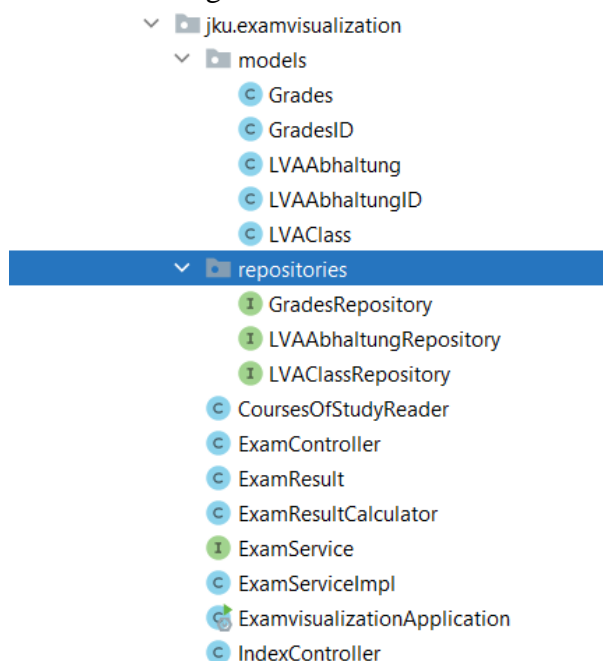 jku.examvisualization
models
C Grades
C GradesID
C LVAAbhaltung
C LVAAbhaltungID
C LVAClass
repositories
I GradesRepository
I LVAAbhaltungRepository
I LVAClassRepository
C CoursesOfStudyReader
C ExamController
C ExamResult
C ExamResultCalculator
I ExamService
C ExamServiceImpl
C ExamvisualizationApplication
C IndexController